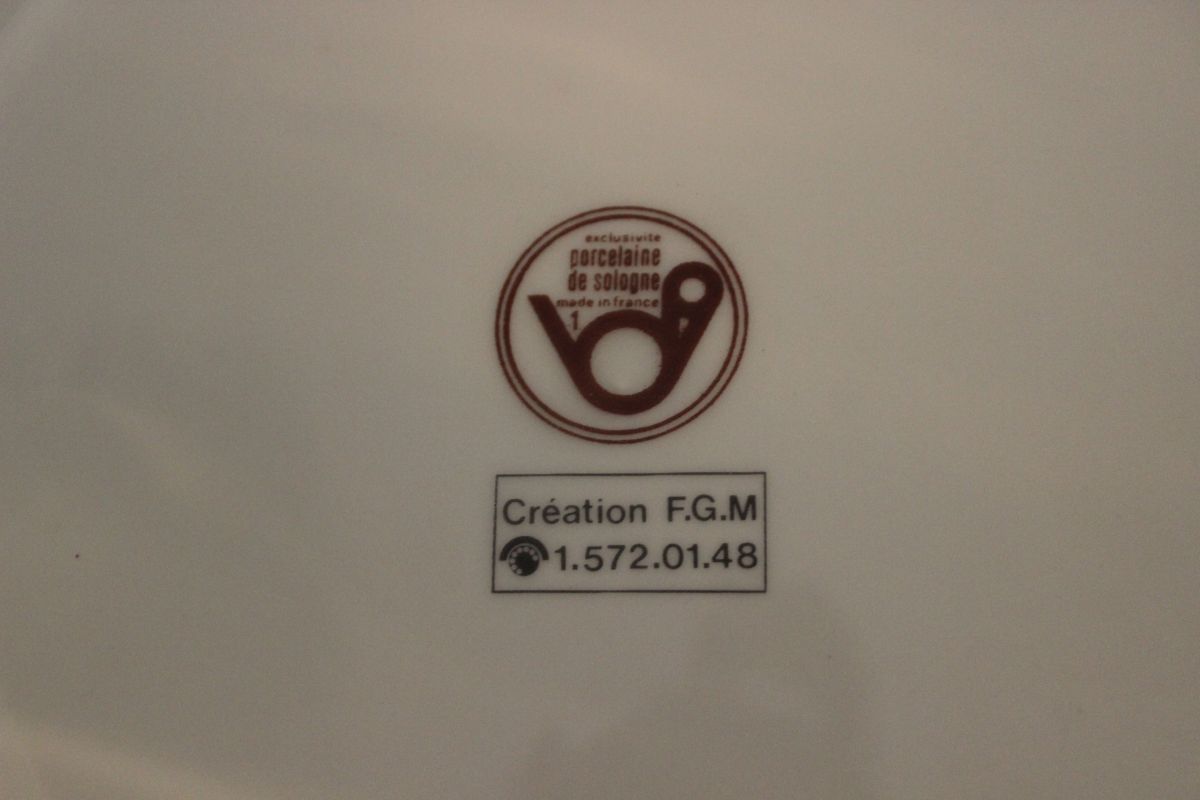 exclusivite
porcelaine
de sologne
made in france
1
Création F.G.M
1.572.01.48